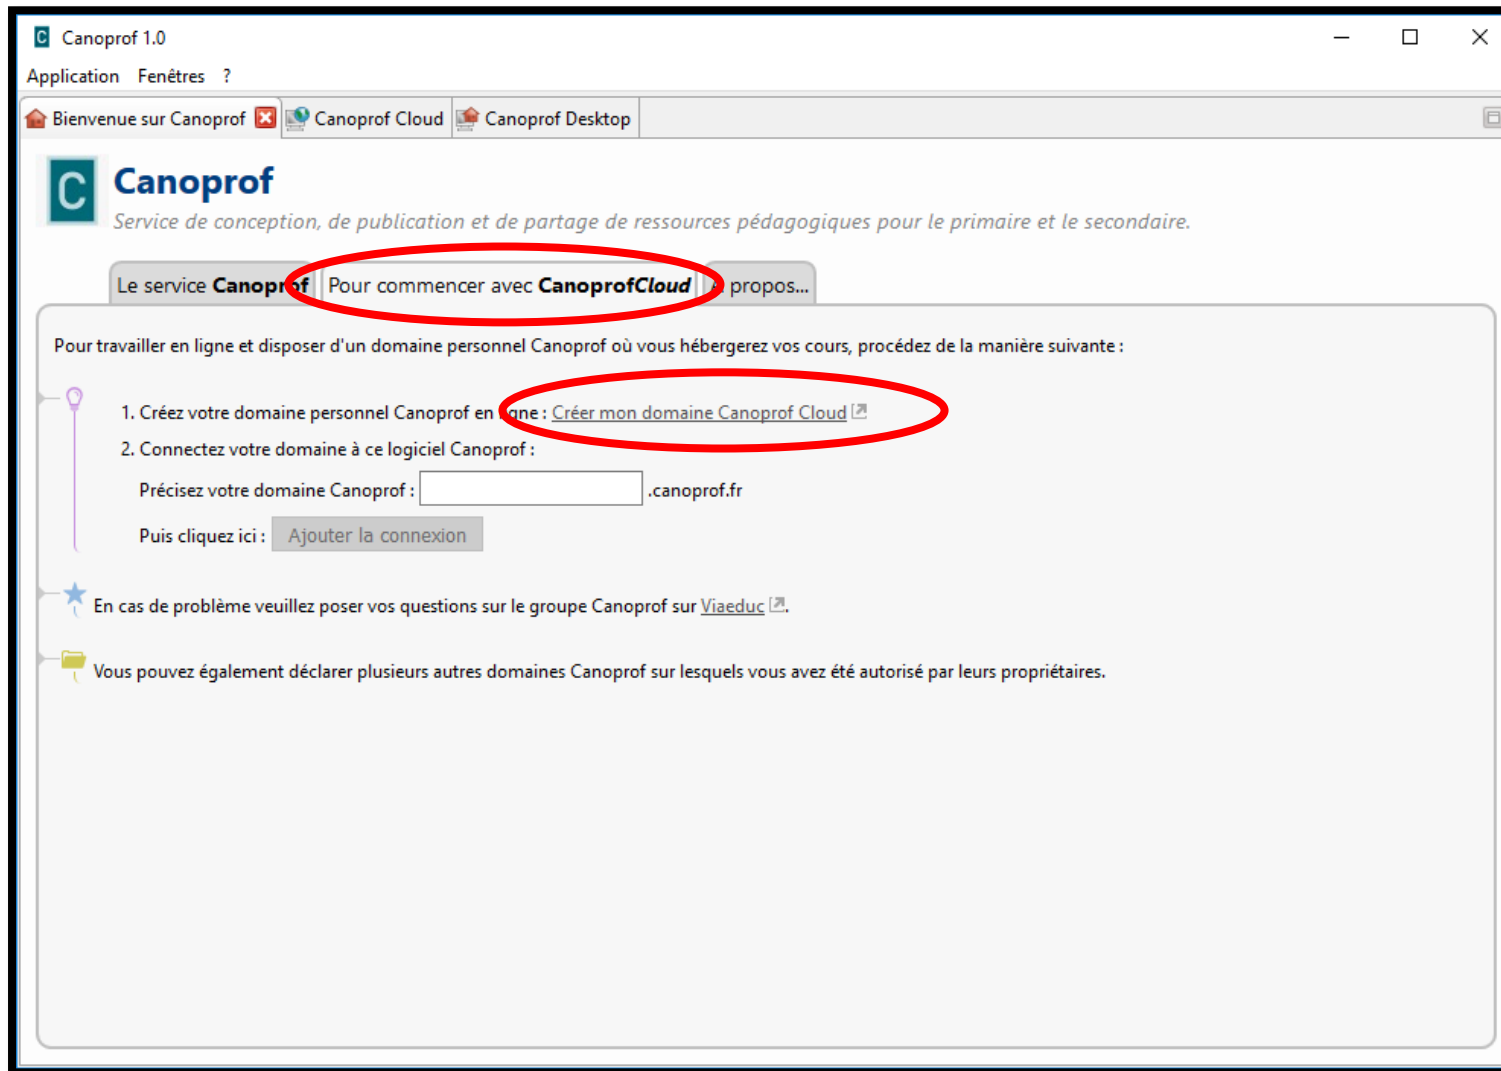 Canoprof 1.0
Application Fenêtres ?
Bienvenue sur Canoprof Canoprof Cloud Canoprof Desktop
C Canoprof
Service de conception, de publication et de partage de ressources pédagogiques pour le primaire et le secondaire.
Le service Canoprof Pour commencer avec CanoprofCloud A propos...
Pour travailler en ligne et disposer d'un domaine personnel Canoprof où vous hébergerez vos cours, procédez de la manière suivante :
1. Créez votre domaine personnel Canoprof en ligne : Créer mon domaine Canoprof Cloud
2. Connectez votre domaine à ce logiciel Canoprof :
Précisez votre domaine Canoprof : .canoprof.fr
Puis cliquez ici : Ajouter la connexion
En cas de problème veuillez poser vos questions sur le groupe Canoprof sur Viaeduc .
Vous pouvez également déclarer plusieurs autres domaines Canoprof sur lesquels vous avez été autorisé par leurs propriétaires.